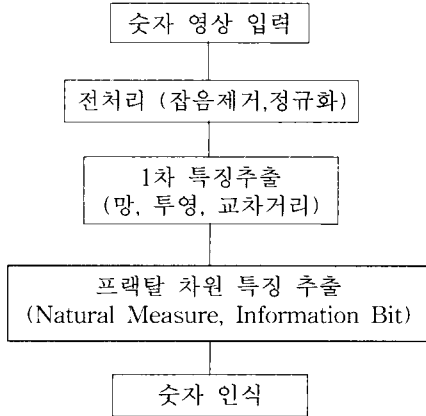 숫자 영상 입력
전처리 (잡음제거,정규화)
1차 특징추출
(망, 투영, 교차거리)
프랙탈 차원 특징 추출
(Natural Measure, Information Bit)
숫자 인식